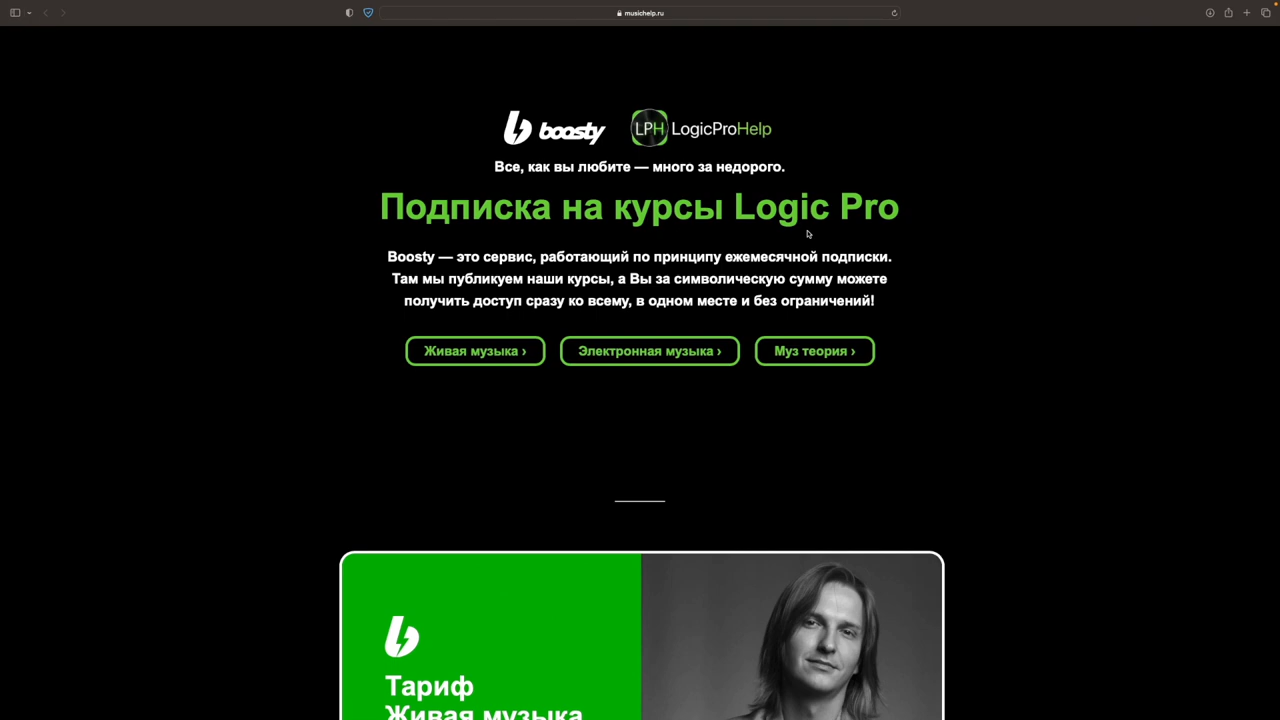 musichelp.ru
boosty LPH LogicProHelp
Все, как вы любите — много за недорого.
Подписка на курсы Logic Pro
Boosty — это сервис, работающий по принципу ежемесячной подписки.
Там мы публикуем наши курсы, а Вы за символическую сумму можете
получить доступ сразу ко всему, в одном месте и без ограничений!
Живая музыка › Электронная музыка › Муз теория ›
Тариф
Живая музыка